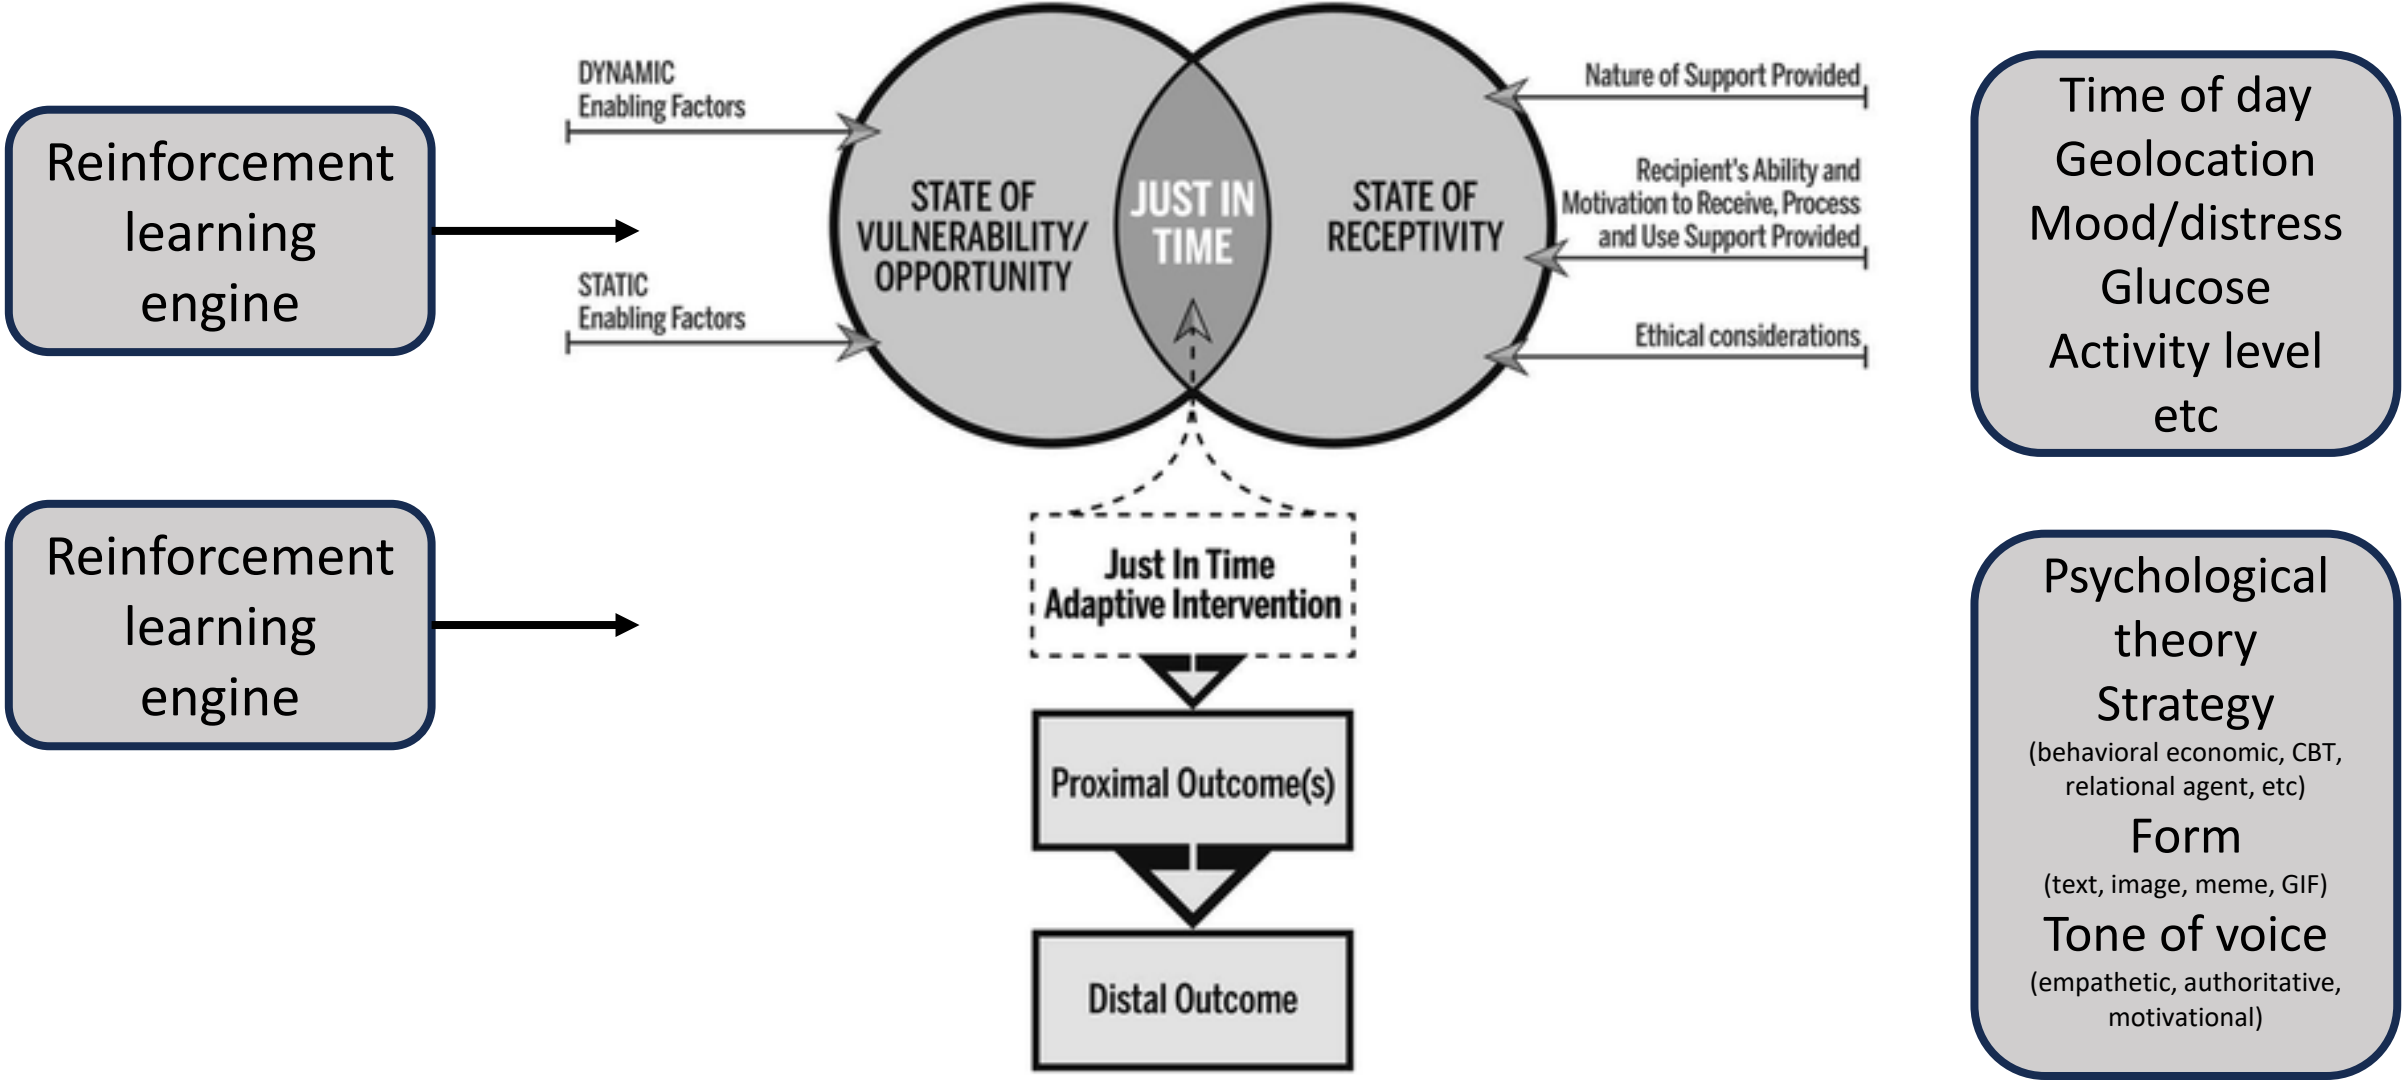 Reinforcement
learning
engine
DYNAMIC
Enabling Factors
STATIC
Enabling Factors
STATE OF
VULNERABILITY/
OPPORTUNITY
JUST IN
TIME
STATE OF
RECEPTIVITY
Nature of Support Provided
Recipient's Ability and
Motivation to Receive, Process
and Use Support Provided
Ethical considerations
Time of day
Geolocation
Mood/distress
Glucose
Activity level
etc
Reinforcement
learning
engine
Just In Time
Adaptive Intervention
Proximal Outcome(s)
Distal Outcome
Psychological
theory
Strategy
(behavioral economic, CBT,
relational agent, etc)
Form
(text, image, meme, GIF)
Tone of voice
(empathetic, authoritative,
motivational)